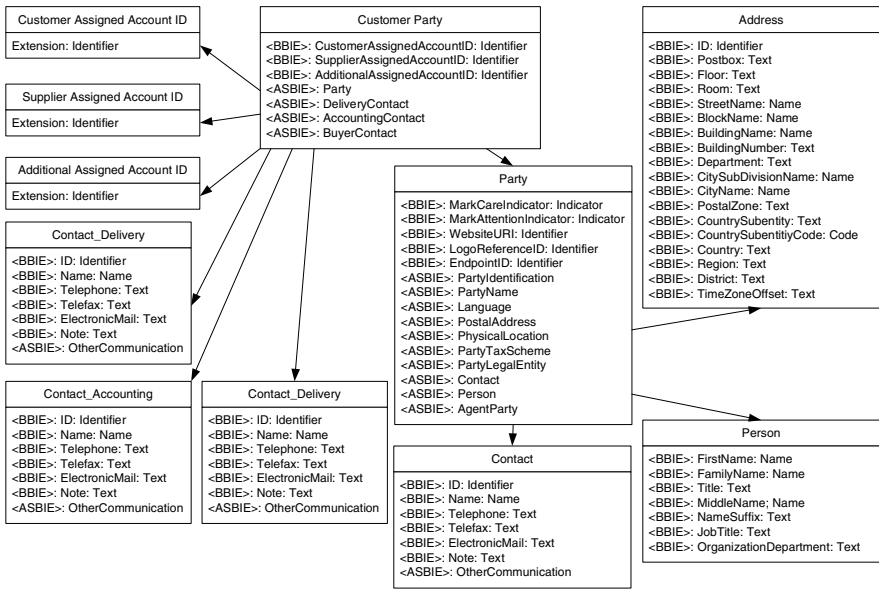 Customer Assigned Account ID
Extension: Identifier
Supplier Assigned Account ID
Extension: Identifier
Additional Assigned Account ID
Extension: Identifier
Customer Party
<BBIE>: CustomerAssignedAccountID: Identifier
<BBIE>: SupplierAssignedAccountID: Identifier
<BBIE>: AdditionalAssignedAccountID: Identifier
<ASBIE>: Party
<ASBIE>: DeliveryContact
<ASBIE>: AccountingContact
<ASBIE>: BuyerContact
Address
<BBIE>: ID: Identifier
<BBIE>: Postbox: Text
<BBIE>: Floor: Text
<BBIE>: Room: Text
<BBIE>: StreetName: Name
<BBIE>: BlockName: Name
<BBIE>: BuildingName: Name
<BBIE>: BuildingNumber: Text
<BBIE>: Department: Text
<BBIE>: CitySubDivisionName: Name
<BBIE>: CityName: Name
<BBIE>: PostalZone: Text
<BBIE>: CountrySubentity: Text
<BBIE>: CountrySubentitiyCode: Code
<BBIE>: Country: Text
<BBIE>: Region: Text
<BBIE>: District: Text
<BBIE>: TimeZoneOffset: Text
Party
<BBIE>: MarkCareIndicator: Indicator
<BBIE>: MarkAttentionIndicator: Indicator
<BBIE>: WebsiteURI: Identifier
<BBIE>: LogoReferenceID: Identifier
<BBIE>: EndpointID: Identifier
<ASBIE>: PartyIdentification
<ASBIE>: PartyName
<ASBIE>: Language
<ASBIE>: PostalAddress
<ASBIE>: PhysicalLocation
<ASBIE>: PartyTaxScheme
<ASBIE>: PartyLegalEntity
<ASBIE>: Contact
<ASBIE>: Person
<ASBIE>: AgentParty
Contact_Delivery
<BBIE>: ID: Identifier
<BBIE>: Name: Name
<BBIE>: Telephone: Text
<BBIE>: Telefax: Text
<BBIE>: ElectronicMail: Text
<BBIE>: Note: Text
<ASBIE>: OtherCommunication
Contact_Accounting
<BBIE>: ID: Identifier
<BBIE>: Name: Name
<BBIE>: Telephone: Text
<BBIE>: Telefax: Text
<BBIE>: ElectronicMail: Text
<BBIE>: Note: Text
<ASBIE>: OtherCommunication
Contact_Delivery
<BBIE>: ID: Identifier
<BBIE>: Name: Name
<BBIE>: Telephone: Text
<BBIE>: Telefax: Text
<BBIE>: ElectronicMail: Text
<BBIE>: Note: Text
<ASBIE>: OtherCommunication
Contact
<BBIE>: ID: Identifier
<BBIE>: Name: Name
<BBIE>: Telephone: Text
<BBIE>: Telefax: Text
<BBIE>: ElectronicMail: Text
<BBIE>: Note: Text
<ASBIE>: OtherCommunication
Person
<BBIE>: FirstName: Name
<BBIE>: FamilyName: Name
<BBIE>: Title: Text
<BBIE>: MiddleName; Name
<BBIE>: NameSuffix: Text
<BBIE>: JobTitle: Text
<BBIE>: OrganizationDepartment: Text